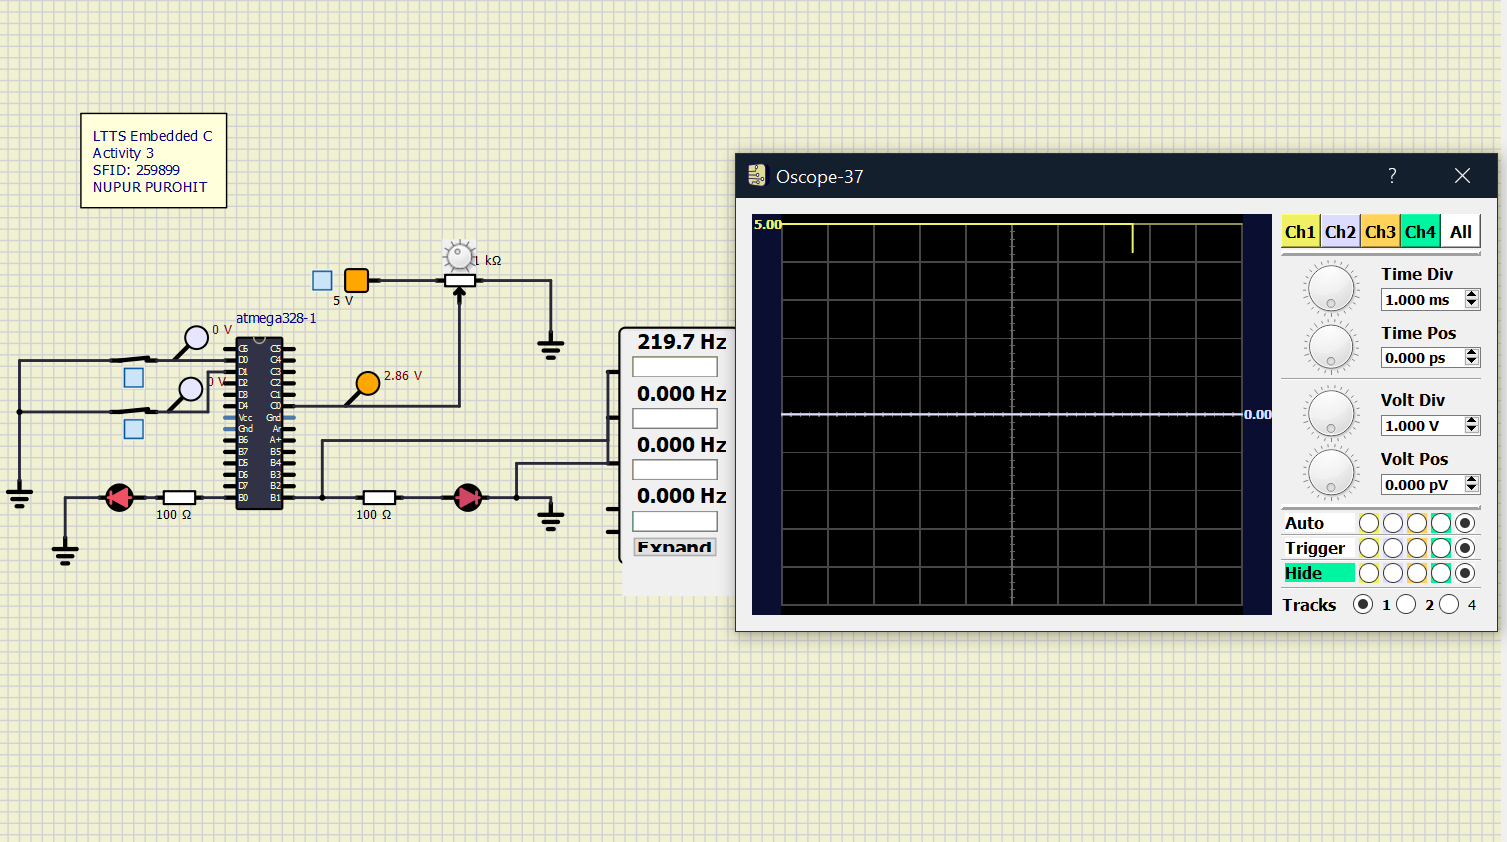 LTTS Embedded C
Activity 3
SFID: 259899
NUPUR PUROHIT
1 kΩ
5 V
atmega328-1
0 V
0 V
2.86 V
C6
D0
D1
D2
D3
D4
Vcc
Gnd
B6
B7
D5
D6
D7
B0
C5
C4
C3
C2
C1
C0
Gnd
Ar
A+
B5
B4
B3
B2
B1
100 Ω
100 Ω
219.7 Hz
0.000 Hz
0.000 Hz
0.000 Hz
Expand
Oscope-37
?
5.00
0.00
Ch1 Ch2 Ch3 Ch4 All
Time Div
1.000 ms
Time Pos
0.000 ps
Volt Div
1.000 V
Volt Pos
0.000 pV
Auto
Trigger
Hide
Tracks 1 2 4